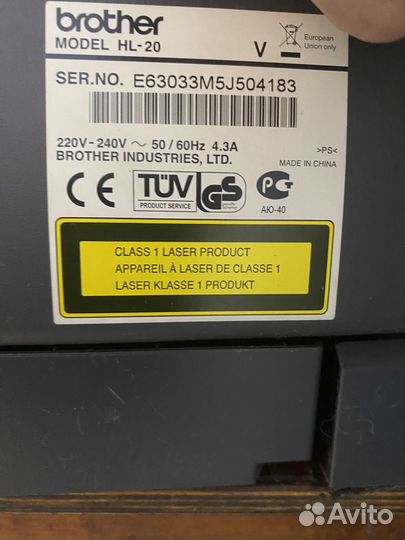 brother
MODEL HL-20
V
European
Union only
SER.NO. E63033M5J504183
220V-240V ~ 50/60Hz 4.3A
>PS<
BROTHER INDUSTRIES, LTD.
MADE IN CHINA
CE
TÜV
PRODUCT SERVICE
GS
РСТ
АЮ-40
CLASS 1 LASER PRODUCT
APPAREIL À LASER DE CLASSE 1
LASER KLASSE 1 PRODUKT
Avito